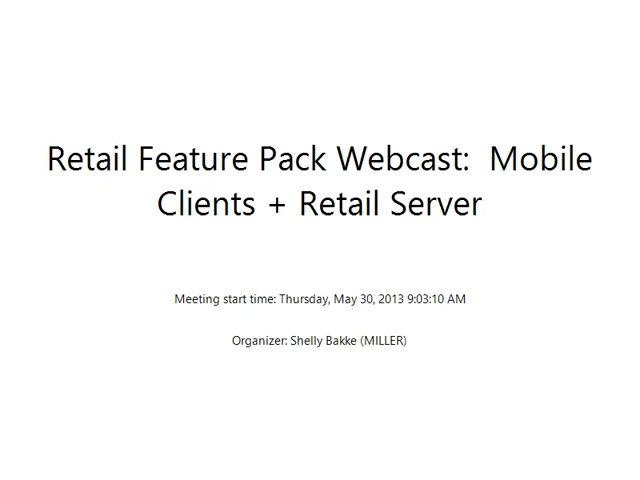 Retail Feature Pack Webcast:  Mobile
Clients + Retail Server
Meeting start time: Thursday, May 30, 2013 9:03:10 AM
Organizer: Shelly Bakke (MILLER)